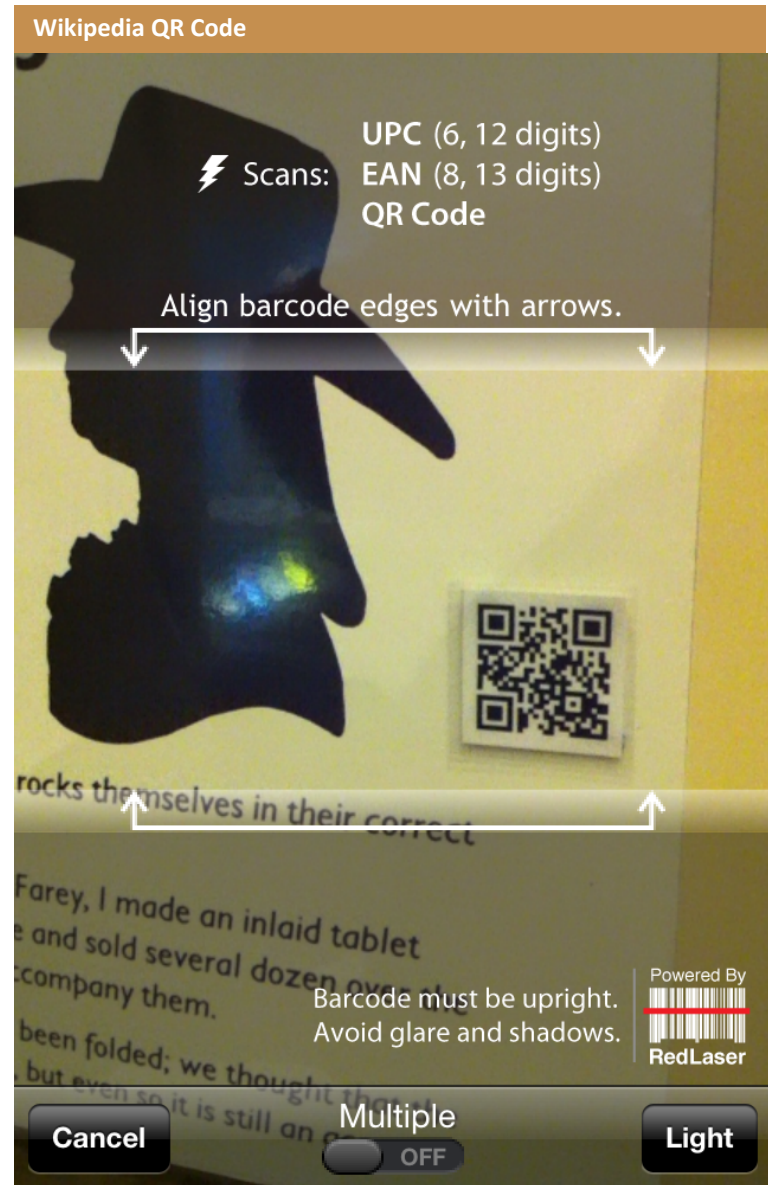 Wikipedia QR Code
UPC (6, 12 digits)
Scans: EAN (8, 13 digits)
QR Code
Align barcode edges with arrows.
rocks themselves in their correct
Farey, I made an inlaid tablet
e and sold several dozen over the
ccompany them.
Barcode must be upright.
Avoid glare and shadows.
Powered By
RedLaser
been folded; we thought that
, but even so it is still an
Cancel
Multiple
OFF
Light